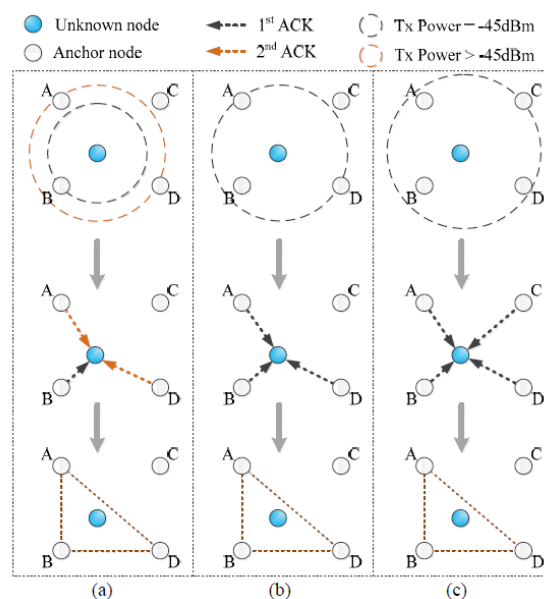 Unknown node 1st ACK Tx Power = -45dBm
Anchor node 2nd ACK Tx Power > -45dBm
A C A C A C
B D B D B D
A C A C A C
B D B D B D
A C A C A C
B D B D B D
(a) (b) (c)